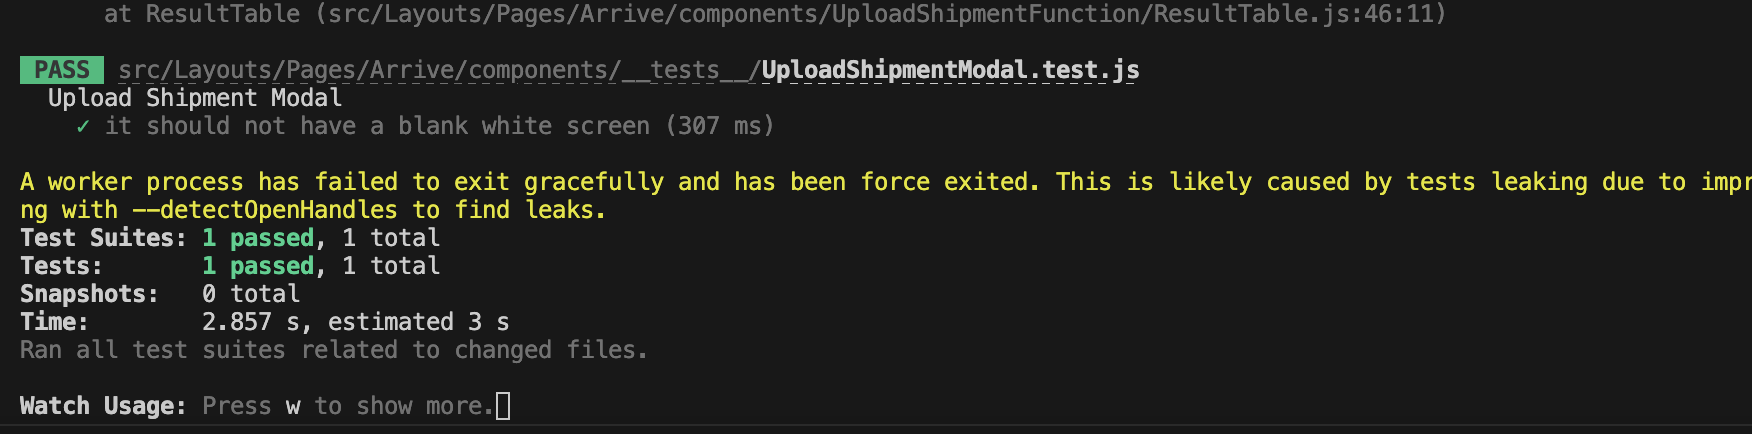 at ResultTable (src/Layouts/Pages/Arrive/components/UploadShipmentFunction/ResultTable.js:46:11)
PASS src/Layouts/Pages/Arrive/components/__tests__/UploadShipmentModal.test.js
Upload Shipment Modal
✓ it should not have a blank white screen (307 ms)
A worker process has failed to exit gracefully and has been force exited. This is likely caused by tests leaking due to impr
ng with --detectOpenHandles to find leaks.
Test Suites: 1 passed, 1 total
Tests: 1 passed, 1 total
Snapshots: 0 total
Time: 2.857 s, estimated 3 s
Ran all test suites related to changed files.
Watch Usage: Press w to show more.